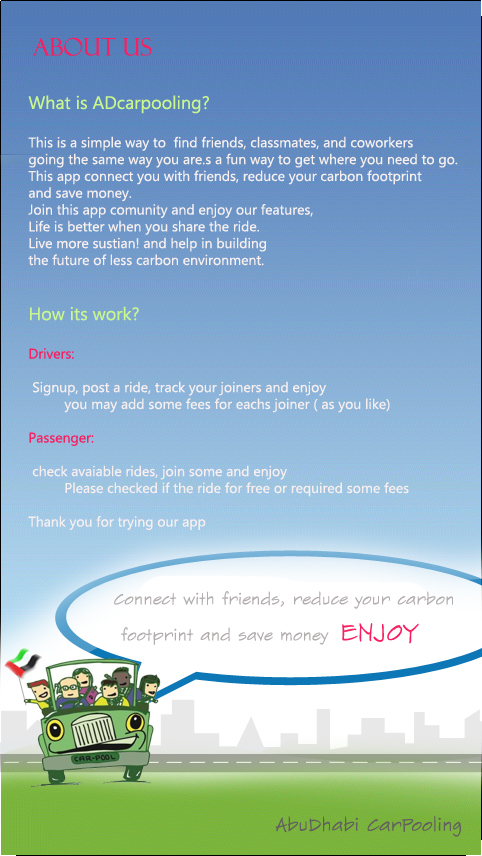 ABOUT US
What is ADcarpooling?
This is a simple way to find friends, classmates, and coworkers
going the same way you are.s a fun way to get where you need to go.
This app connect you with friends, reduce your carbon footprint
and save money.
Join this app comunity and enjoy our features,
Life is better when you share the ride.
Live more sustian! and help in building
the future of less carbon environment.
How its work?
Drivers:
Signup, post a ride, track your joiners and enjoy
you may add some fees for eachs joiner ( as you like)
Passenger:
check avaiable rides, join some and enjoy
Please checked if the ride for free or required some fees
Thank you for trying our app
Connect with friends, reduce your carbon
footprint and save money ENJOY
CAR-POOL
AbuDhabi CarPooling